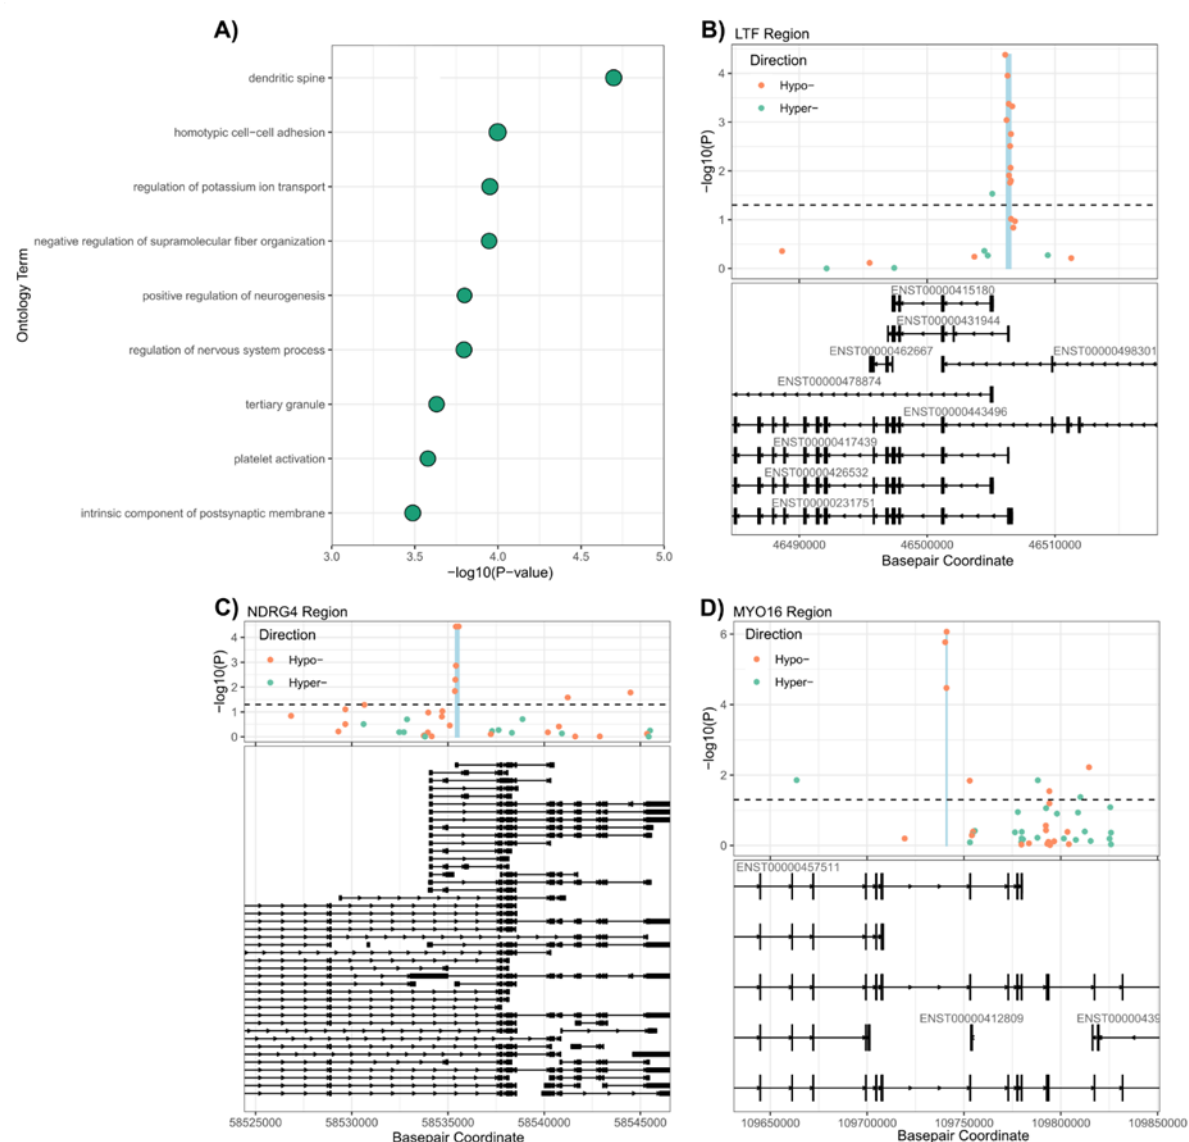 A)
dendritic spine
homotypic cell−cell adhesion
regulation of potassium ion transport
negative regulation of supramolecular fiber organization
positive regulation of neurogenesis
regulation of nervous system process
tertiary granule
platelet activation
intrinsic component of postsynaptic membrane
Ontology Term
3.0 3.5 4.0 4.5 5.0
−log10(P−value)
B) LTF Region
Direction
Hypo−
Hyper−
−log10(P)
4
3
2
1
0
ENST00000415180
ENST00000431944
ENST00000462667 ENST00000498301
ENST00000478874
ENST00000443496
ENST00000417439
ENST00000426532
ENST00000231751
46490000 46500000 46510000
Basepair Coordinate
C) NDRG4 Region
Direction
Hypo−
Hyper−
−log10(P)
4
3
2
1
0
58525000 58530000 58535000 58540000 58545000
Basepair Coordinate
D) MYO16 Region
Direction
Hypo−
Hyper−
−log10(P)
6
4
2
0
ENST00000457511
ENST00000412809 ENST00000439
109650000 109700000 109750000 109800000 109850000
Basepair Coordinate